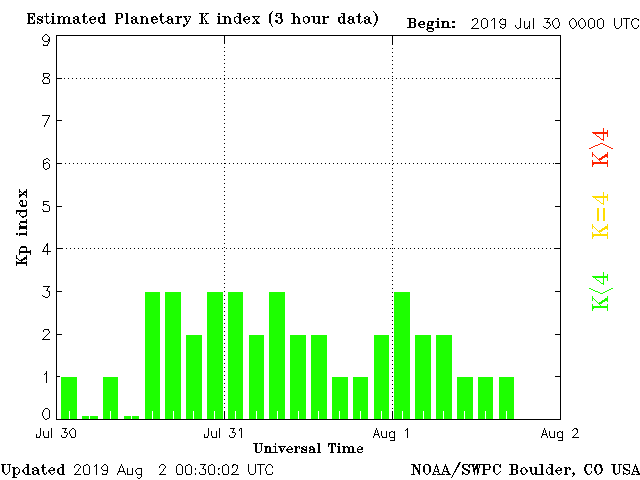 Estimated Planetary K index (3 hour data) Begin: 2019 Jul 30 0000 UTC
9
8
7
6
5
4
3
2
1
0
Kp index
K>4
K=4
K<4
Jul 30 Jul 31 Aug 1 Aug 2
Universal Time
Updated 2019 Aug 2 00:30:02 UTC NOAA/SWPC Boulder, CO USA